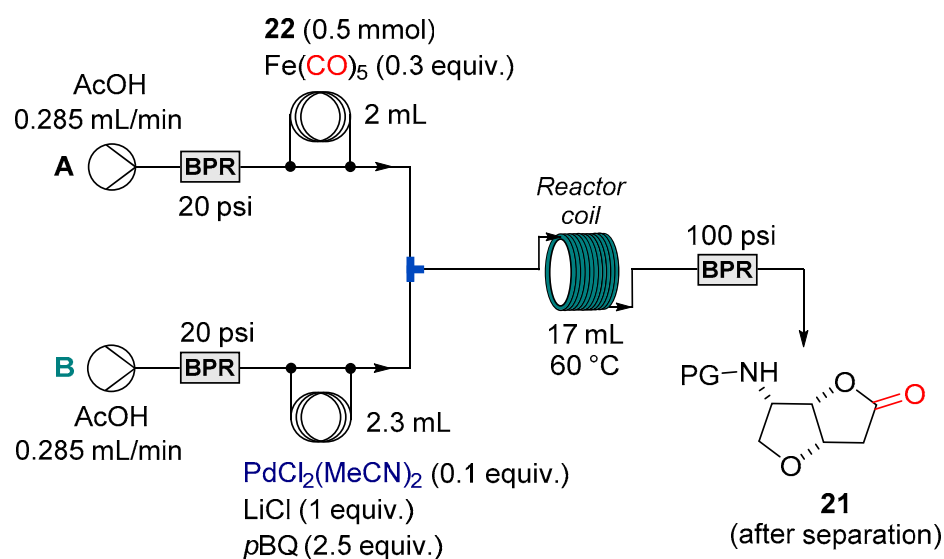 22 (0.5 mmol)
Fe(CO)5 (0.3 equiv.)
AcOH
0.285 mL/min
2 mL
A
BPR
20 psi
Reactor
coil
100 psi
BPR
17 mL
60 °C
20 psi
B
BPR
AcOH
0.285 mL/min
2.3 mL
PG NH
O
O
O
PdCl2(MeCN)2 (0.1 equiv.)
LiCl (1 equiv.)
pBQ (2.5 equiv.)
21
(after separation)